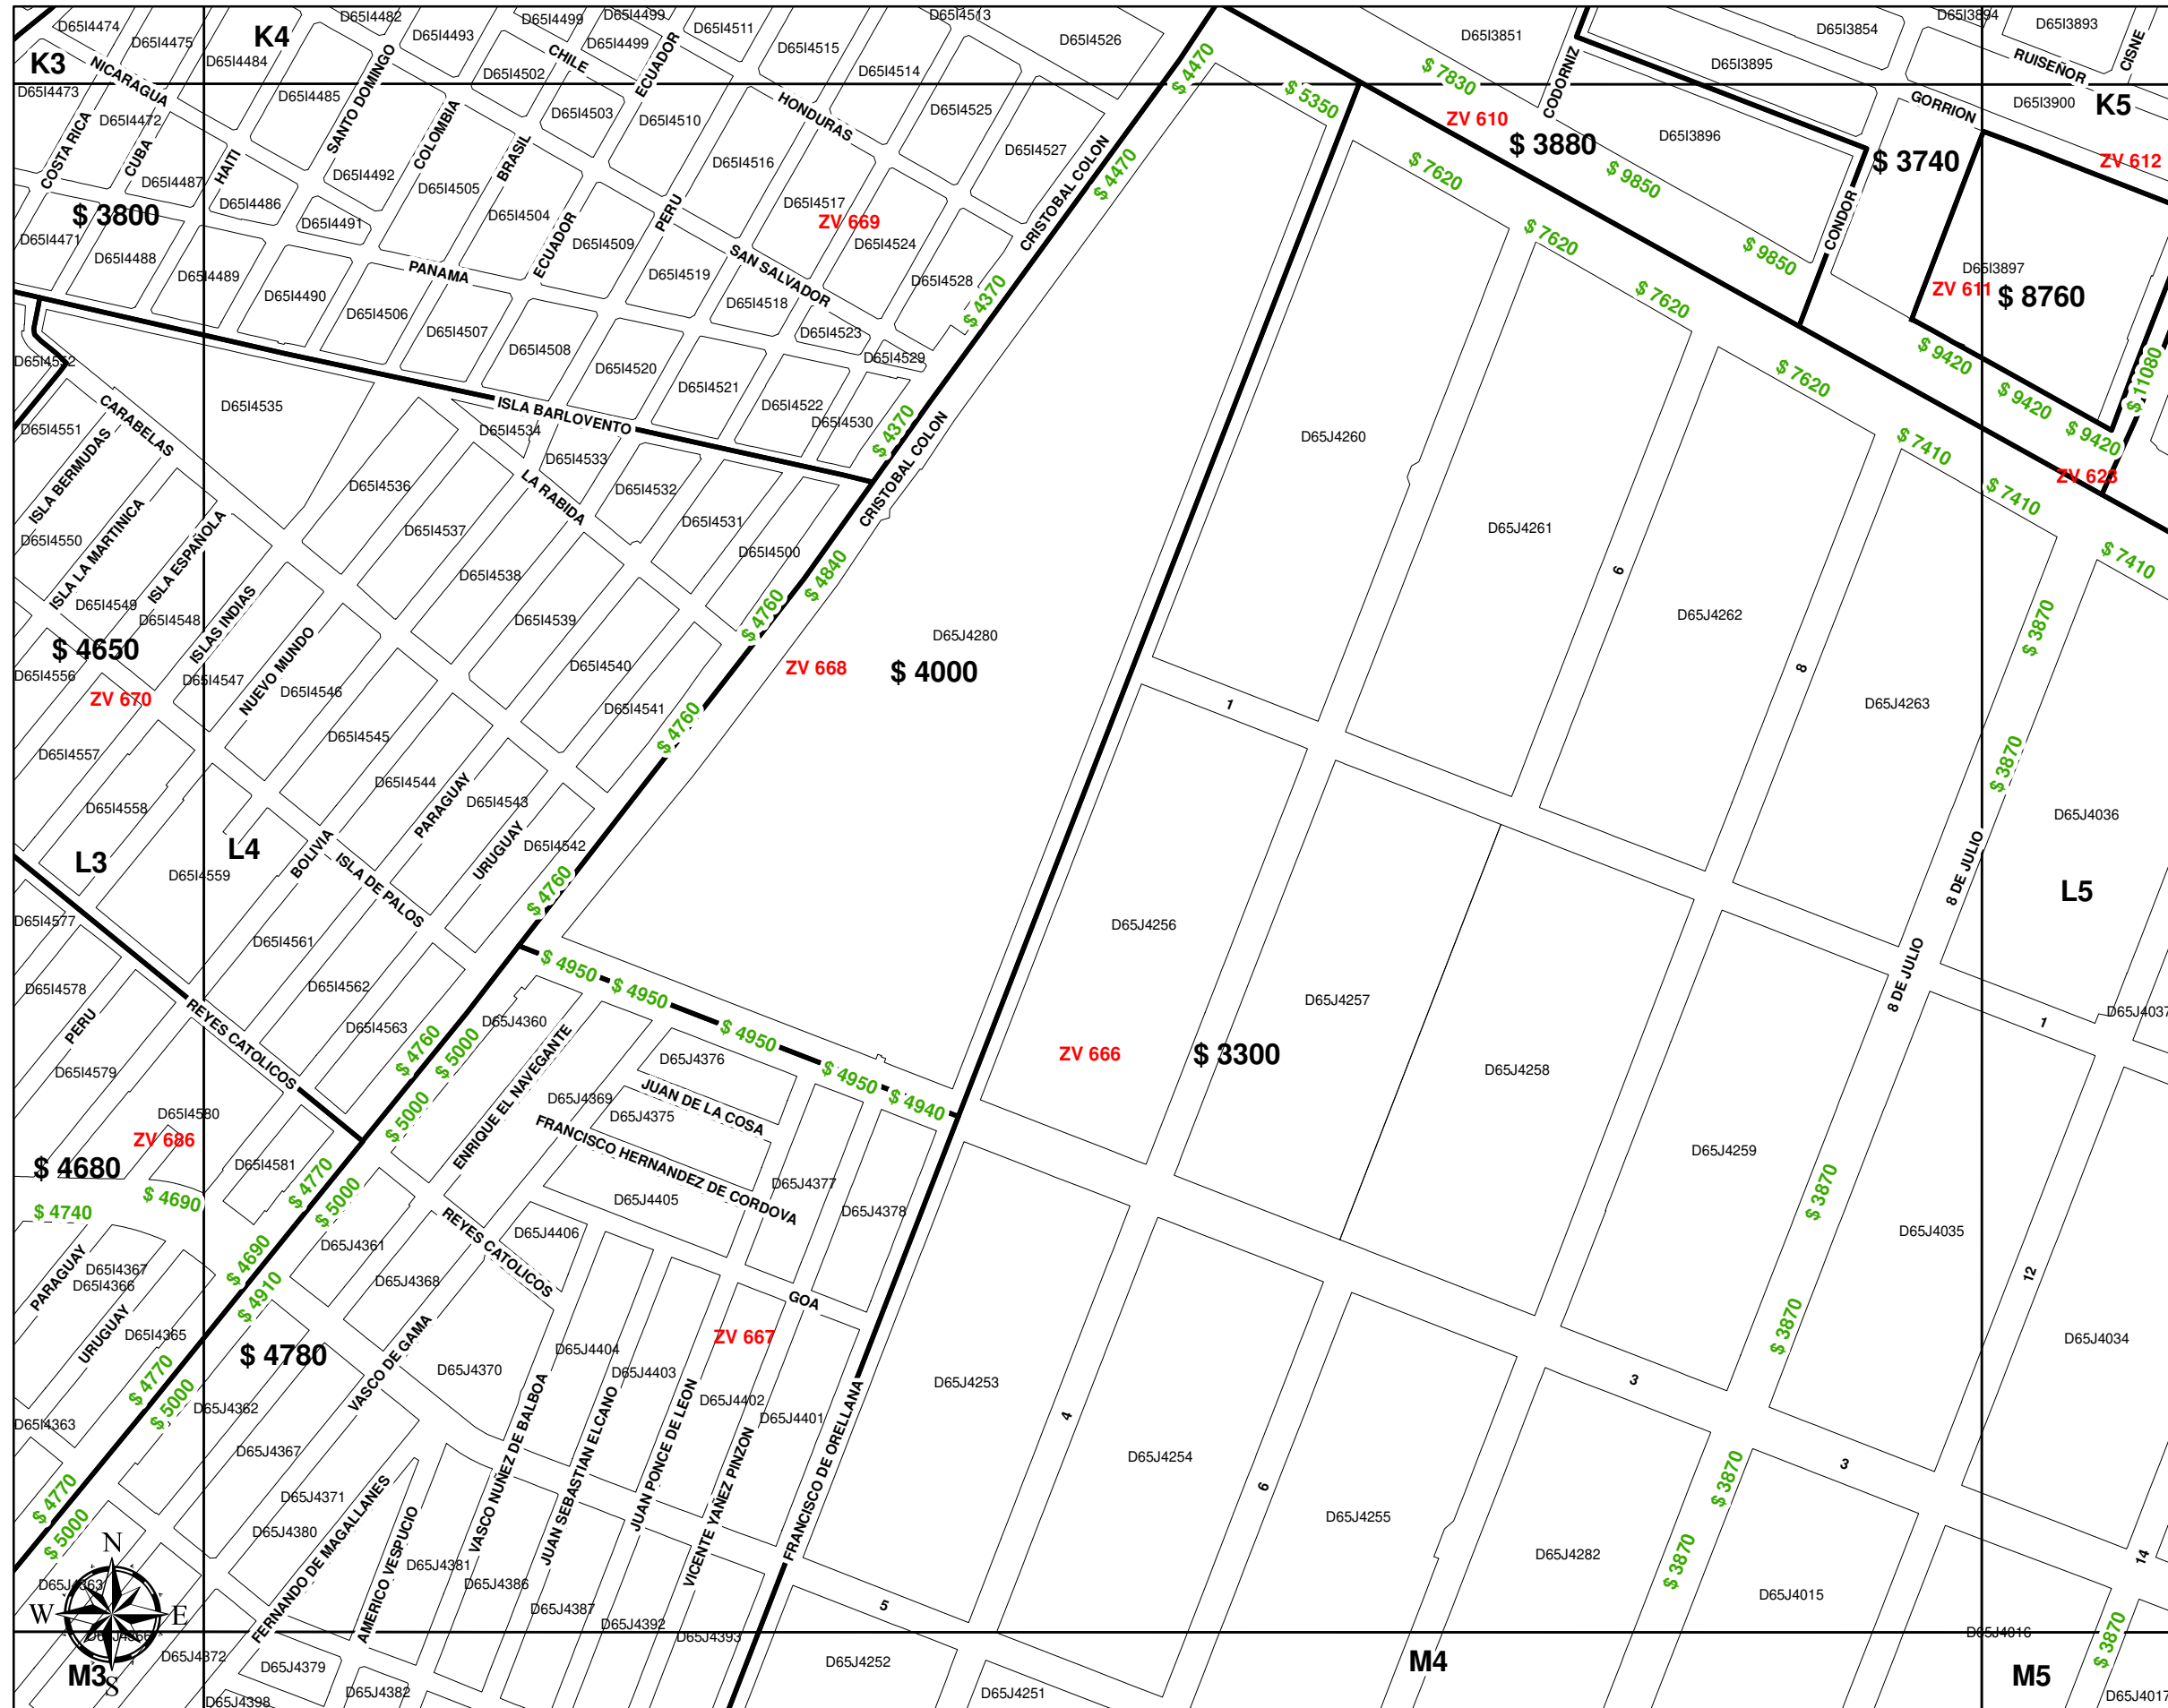 D65I4474
D65I4475
K4
D65I4482
D65I4493
D65I4499
D65I4499
D65I4511
D65I4513
D65I4526
D65I3851
D65I3854
D65I3894
D65I3893
CISNE
K3
NICARAGUA
D65I4484
D65I4502
CHILE
D65I4499
ECUADOR
D65I4515
D65I4514
$ 4470
$ 5350
$ 7830
CODORNIZ
D65I3895
RUISEÑOR
D65I4473
D65I4472
D65I4485
SANTO DOMINGO
COLOMBIA
D65I4503
D65I4510
HONDURAS
D65I4525
ZV 610
$ 3880
D65I3896
GORRION
D65I3900
K5
COSTA RICA
CUBA
HAITI
D65I4492
BRASIL
D65I4516
D65I4527
CRISTOBAL COLON
$ 4470
$ 7620
$ 9850
$ 3740
ZV 612
D65I4487
D65I4486
D65I4505
D65I4504
D65I4517
ZV 669
$ 3800
D65I4491
ECUADOR
PERU
D65I4524
CONDOR
D65I4471
D65I4488
D65I4489
PANAMA
D65I4509
D65I4519
SAN SALVADOR
D65I4528
$ 7620
$ 9850
D65I3897
ZV 611
$ 8760
D65I4490
D65I4506
D65I4507
D65I4518
D65I4523
$ 4370
$ 7620
D65I4508
D65I4520
D65I4521
D65I4529
$ 7620
$ 9420
$ 11080
D65I4552
D65I4535
ISLA BARLOVENTO
D65I4522
D65I4530
$ 4370
$ 9420
D65I4551
CARABELAS
D65I4534
D65I4533
D65J4260
$ 7410
$ 9420
ISLA BERMUDAS
D65I4536
LA RABIDA
D65I4532
CRISTOBAL COLON
ZV 623
D65I4550
ISLA LA MARTINICA
ISLA ESPAÑOLA
D65I4537
D65I4531
D65I4500
D65J4261
$ 7410
$ 7410
D65I4549
D65I4548
ISLAS INDIAS
D65I4538
$ 4840
6
D65I4539
$ 4760
D65J4280
D65J4262
$ 3870
$ 4650
NUEVO MUNDO
D65I4540
ZV 668
$ 4000
8
D65I4556
ZV 670
D65I4547
D65I4546
D65I4541
$ 4760
1
D65J4263
D65I4557
D65I4545
$ 3870
D65I4558
D65I4544
PARAGUAY
D65I4543
D65J4036
L3
L4
BOLIVIA
ISLA DE PALOS
URUGUAY
D65I4542
8 DE JULIO
L5
D65I4559
$ 4760
D65I4577
D65I4561
D65J4256
D65I4578
D65I4562
$ 4950
$ 4950
D65J4257
8 DE JULIO
PERU
REYES CATOLICOS
D65I4563
$ 4760
$ 5000
D65J4360
ENRIQUE EL NAVEGANTE
$ 4950
ZV 666
$ 3300
1
D65J4037
D65I4579
D65J4376
$ 4950
$ 4940
D65J4258
D65I4580
$ 5000
D65J4369
JUAN DE LA COSA
D65J4375
ZV 686
FRANCISCO HERNANDEZ DE CORDOVA
D65J4259
$ 4680
D65I4581
$ 4770
D65J4377
$ 3870
$ 4740
$ 4690
$ 5000
D65J4405
D65J4378
D65J4035
D65J4361
REYES CATOLICOS
D65J4406
$ 4690
12
PARAGUAY
D65I4367
D65I4366
$ 4910
D65J4368
GOA
$ 3870
URUGUAY
D65I4365
$ 4780
VASCO DE GAMA
D65J4404
ZV 667
D65J4034
$ 4770
D65J4370
D65J4403
D65J4253
3
$ 5000
D65J4362
D65J4402
D65J4401
4
D65I4363
D65J4367
VASCO NUÑEZ DE BALBOA
JUAN SEBASTIAN ELCANO
JUAN PONCE DE LEON
VICENTE YAÑEZ PINZON
FRANCISCO DE ORELLANA
D65J4254
3
$ 4770
D65J4371
6
$ 3870
$ 5000
D65J4380
FERNANDO DE MAGALLANES
AMERICO VESPUCIO
D65J4255
N
D65J4381
D65J4282
$ 3870
14
D65J4363
D65J4386
D65J4015
W
E
D65J4387
5
D65J4366
D65J4392
D65J4393
D65J4016
$ 3870
D65J4372
D65J4379
D65J4252
M4
M3
S
D65J4382
D65J4251
M5
D65J4398
D65J4017